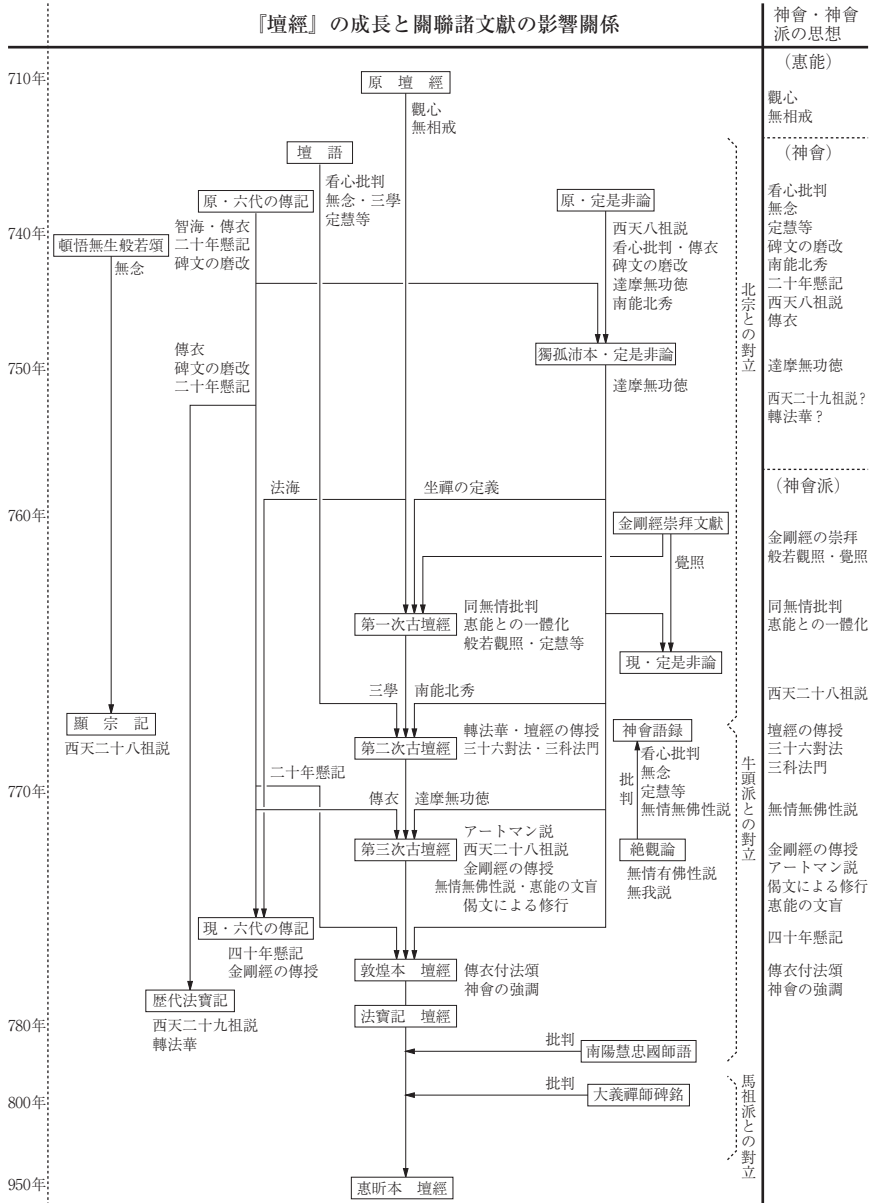 『壇經』の成長と關聯諸文獻の影響關係
神會・神會
派の思想
710年
740年
750年
760年
770年
780年
800年
950年
原 壇 經
觀心
無相戒
壇 語
看心批判
無念・三學
定慧等
原・六代の傳記
智海・傳衣
二十年懸記
碑文の磨改
原・定是非論
西天八祖説
看心批判・傳衣
碑文の磨改
達摩無功徳
南能北秀
頓悟無生般若頌
無念
傳衣
碑文の磨改
二十年懸記
獨孤沛本・定是非論
達摩無功徳
法海
坐禪の定義
金剛經崇拜文獻
覺照
第一次古壇經
同無情批判
惠能との一體化
般若觀照・定慧等
現・定是非論
三學
南能北秀
顯 宗 記
西天二十八祖説
第二次古壇經
轉法華・壇經の傳授
三十六對法・三科法門
神會語録
看心批判
無念
定慧等
無情無佛性説
批判
二十年懸記
傳衣
達摩無功徳
第三次古壇經
アートマン説
西天二十八祖説
金剛經の傳授
無情無佛性説・惠能の文盲
偈文による修行
絶觀論
無情有佛性説
無我説
現・六代の傳記
四十年懸記
金剛經の傳授
敦煌本 壇經
傳衣付法頌
神會の強調
歴代法寶記
西天二十九祖説
轉法華
法寶記 壇經
批判
南陽慧忠國師語
批判
大義禪師碑銘
惠昕本 壇經
北宗との對立
牛頭派との對立
馬祖派との對立
(惠能)
觀心
無相戒
(神會)
看心批判
無念
定慧等
碑文の磨改
南能北秀
二十年懸記
西天八祖説
傳衣
達摩無功徳
西天二十九祖説?
轉法華?
(神會派)
金剛經の崇拜
般若觀照・覺照
同無情批判
惠能との一體化
西天二十八祖説
壇經の傳授
三十六對法
三科法門
無情無佛性説
金剛經の傳授
アートマン説
偈文による修行
惠能の文盲
四十年懸記
傳衣付法頌
神會の強調